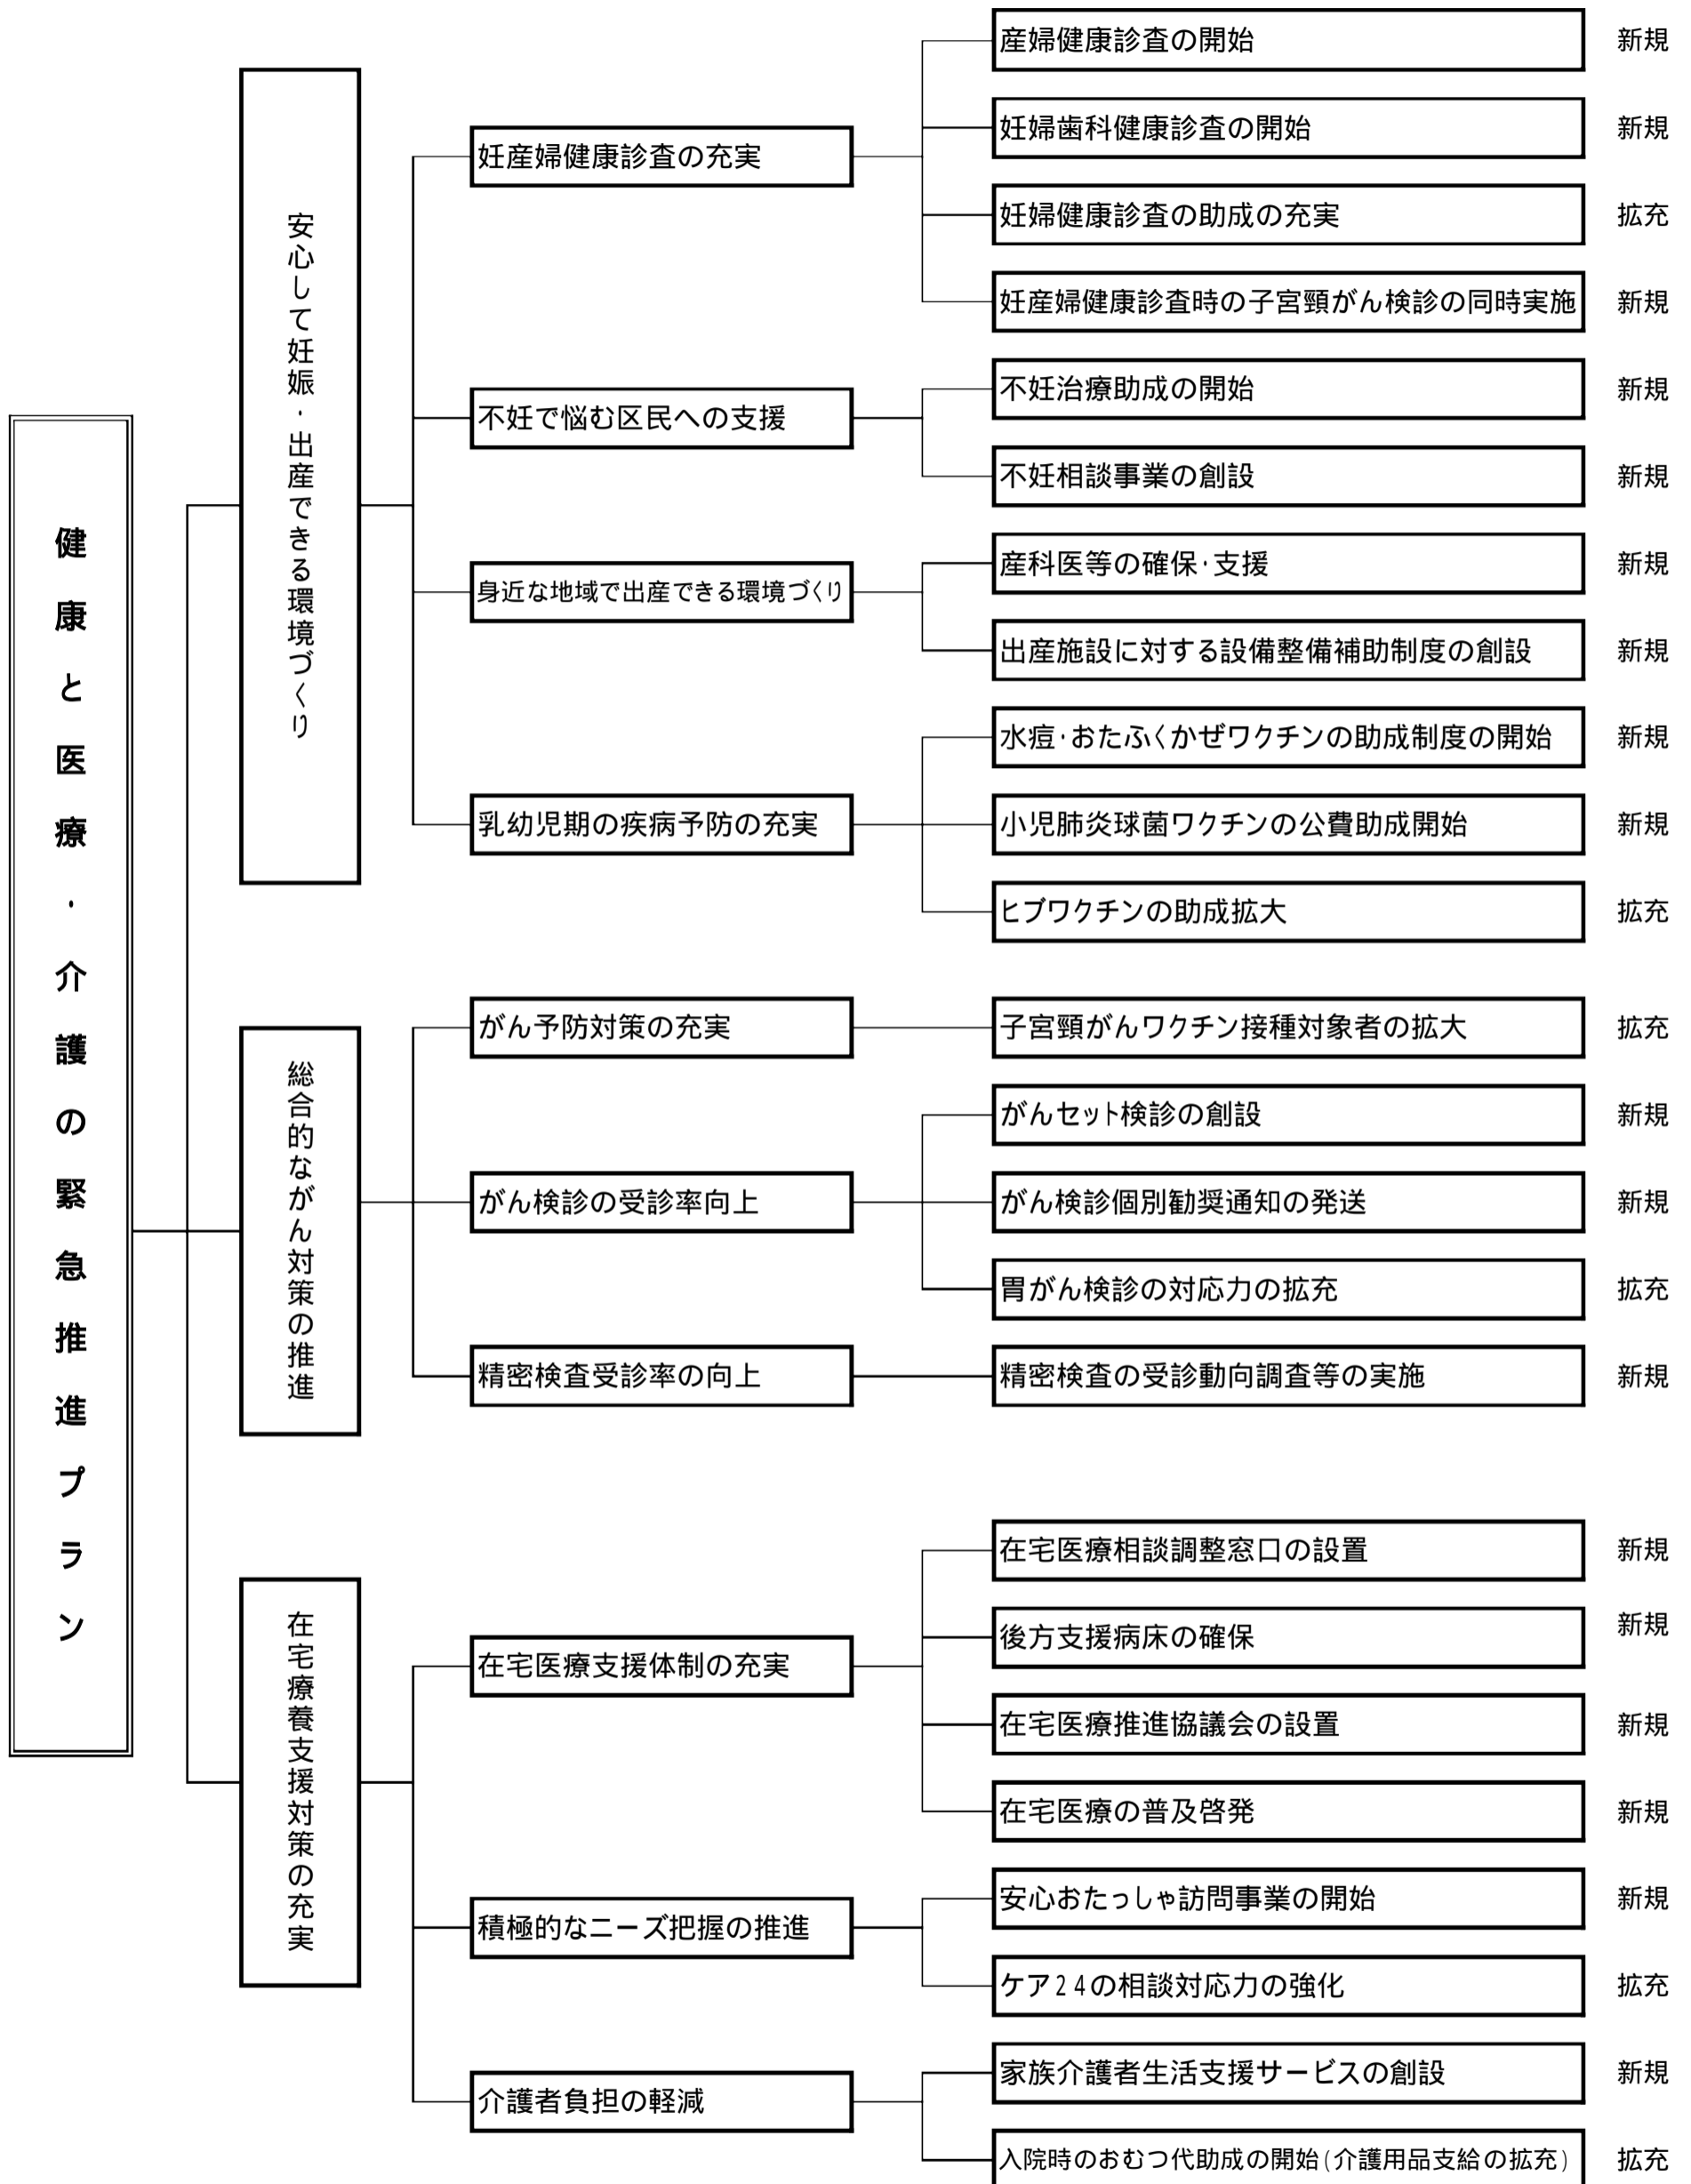 健康と医療・介護の緊急推進プラン
安心して妊娠・出産できる環境づくり
妊産婦健康診査の充実
産婦健康診査の開始 新規
妊婦歯科健康診査の開始 新規
妊婦健康診査の助成の充実 拡充
妊産婦健康診査時の子宮頸がん検診の同時実施 新規
不妊で悩む区民への支援
不妊治療助成の開始 新規
不妊相談事業の創設 新規
身近な地域で出産できる環境づくり
産科医等の確保・支援 新規
出産施設に対する設備整備補助制度の創設 新規
乳幼児期の疾病予防の充実
水痘・おたふくかぜワクチンの助成制度の開始 新規
小児肺炎球菌ワクチンの公費助成開始 新規
ヒブワクチンの助成拡大 拡充
総合的ながん対策の推進
がん予防対策の充実
子宮頸がんワクチン接種対象者の拡大 拡充
がん検診の受診率向上
がんセット検診の創設 新規
がん検診個別勧奨通知の発送 新規
胃がん検診の対応力の拡充 拡充
精密検査受診率の向上
精密検査の受診動向調査等の実施 新規
在宅療養支援対策の充実
在宅医療支援体制の充実
在宅医療相談調整窓口の設置 新規
後方支援病床の確保 新規
在宅医療推進協議会の設置 新規
在宅医療の普及啓発 新規
積極的なニーズ把握の推進
安心おたっしゃ訪問事業の開始 新規
ケア24の相談対応力の強化 拡充
介護者負担の軽減
家族介護者生活支援サービスの創設 新規
入院時のおむつ代助成の開始(介護用品支給の拡充) 拡充